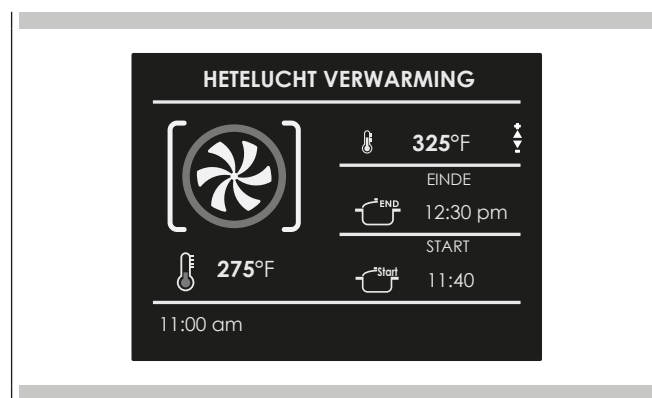 HETELUCHT VERWARMING
325°F
EINDE
END
12:30 pm
START
Start
11:40
275°F
11:00 am